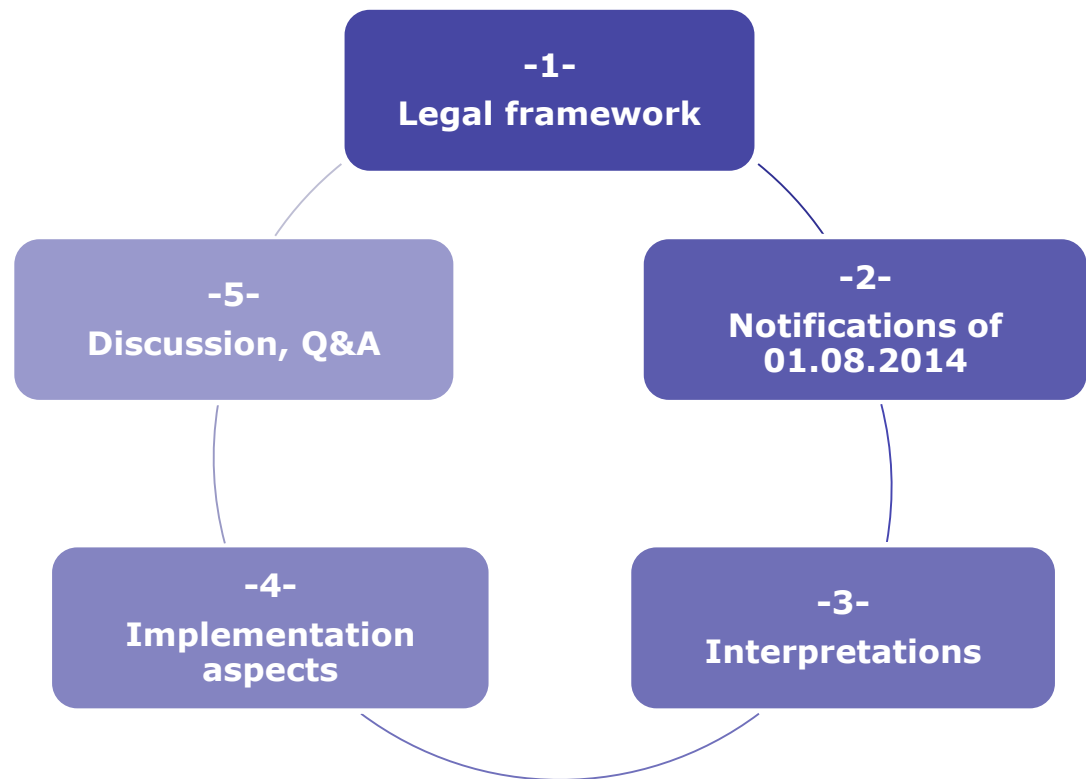 -1-
Legal framework
-2-
Notifications of
01.08.2014
-3-
Interpretations
-4-
Implementation
aspects
-5-
Discussion, Q&A